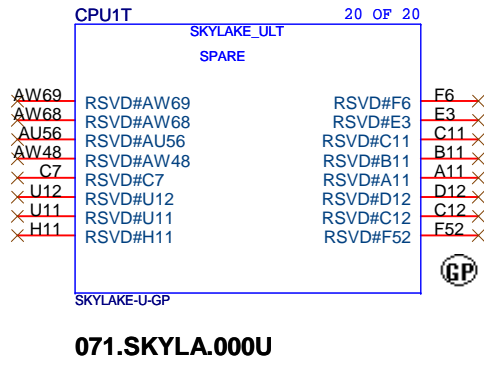 CPU1T 20 OF 20
SKYLAKE_ULT
SPARE
AW69 RSVD#AW69 RSVD#F6 F6
AW68 RSVD#AW68 RSVD#E3 E3
AU56 RSVD#AU56 RSVD#C11 C11
AW48 RSVD#AW48 RSVD#B11 B11
C7 RSVD#C7 RSVD#A11 A11
U12 RSVD#U12 RSVD#D12 D12
U11 RSVD#U11 RSVD#C12 C12
H11 RSVD#H11 RSVD#F52 F52
GP
SKYLAKE-U-GP
071.SKYLA.000U